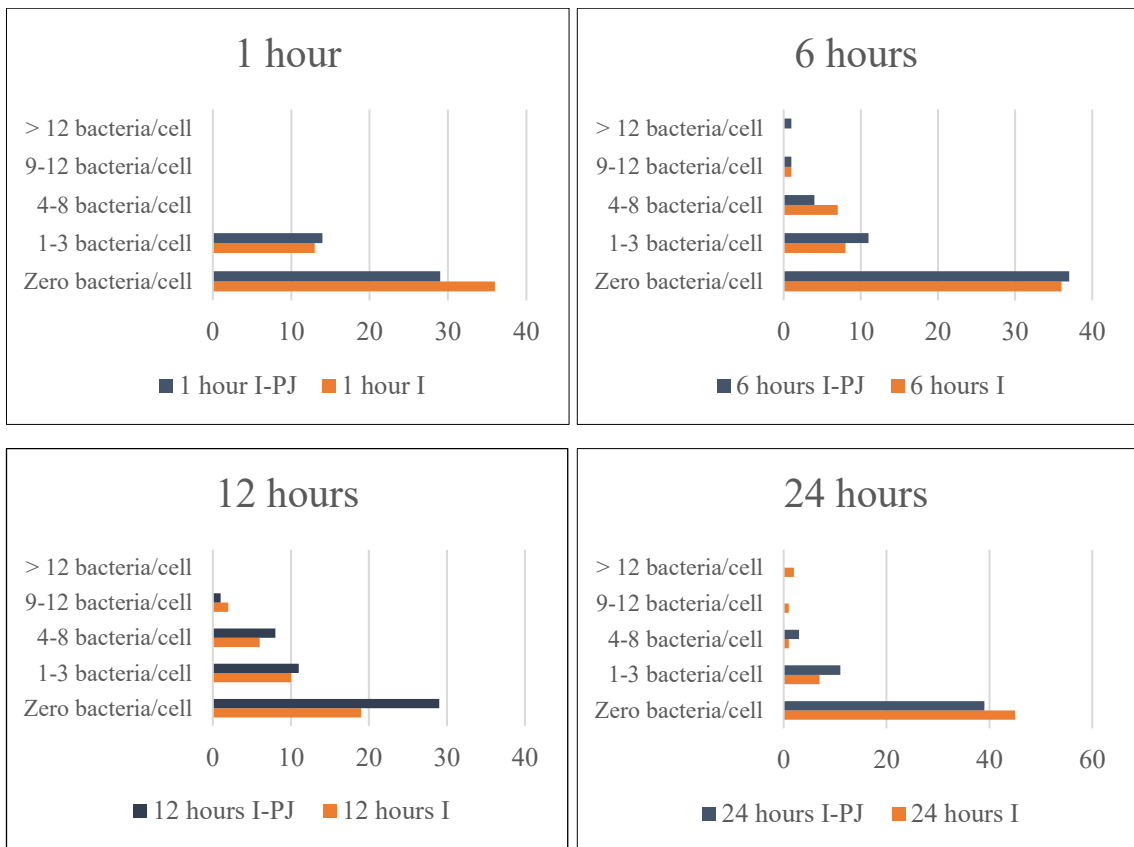 1 hour
> 12 bacteria/cell
9-12 bacteria/cell
4-8 bacteria/cell
1-3 bacteria/cell
Zero bacteria/cell
0 10 20 30 40
1 hour I-PJ 1 hour I
6 hours
> 12 bacteria/cell
9-12 bacteria/cell
4-8 bacteria/cell
1-3 bacteria/cell
Zero bacteria/cell
0 10 20 30 40
6 hours I-PJ 6 hours I
12 hours
> 12 bacteria/cell
9-12 bacteria/cell
4-8 bacteria/cell
1-3 bacteria/cell
Zero bacteria/cell
0 10 20 30 40
12 hours I-PJ 12 hours I
24 hours
> 12 bacteria/cell
9-12 bacteria/cell
4-8 bacteria/cell
1-3 bacteria/cell
Zero bacteria/cell
0 20 40 60
24 hours I-PJ 24 hours I